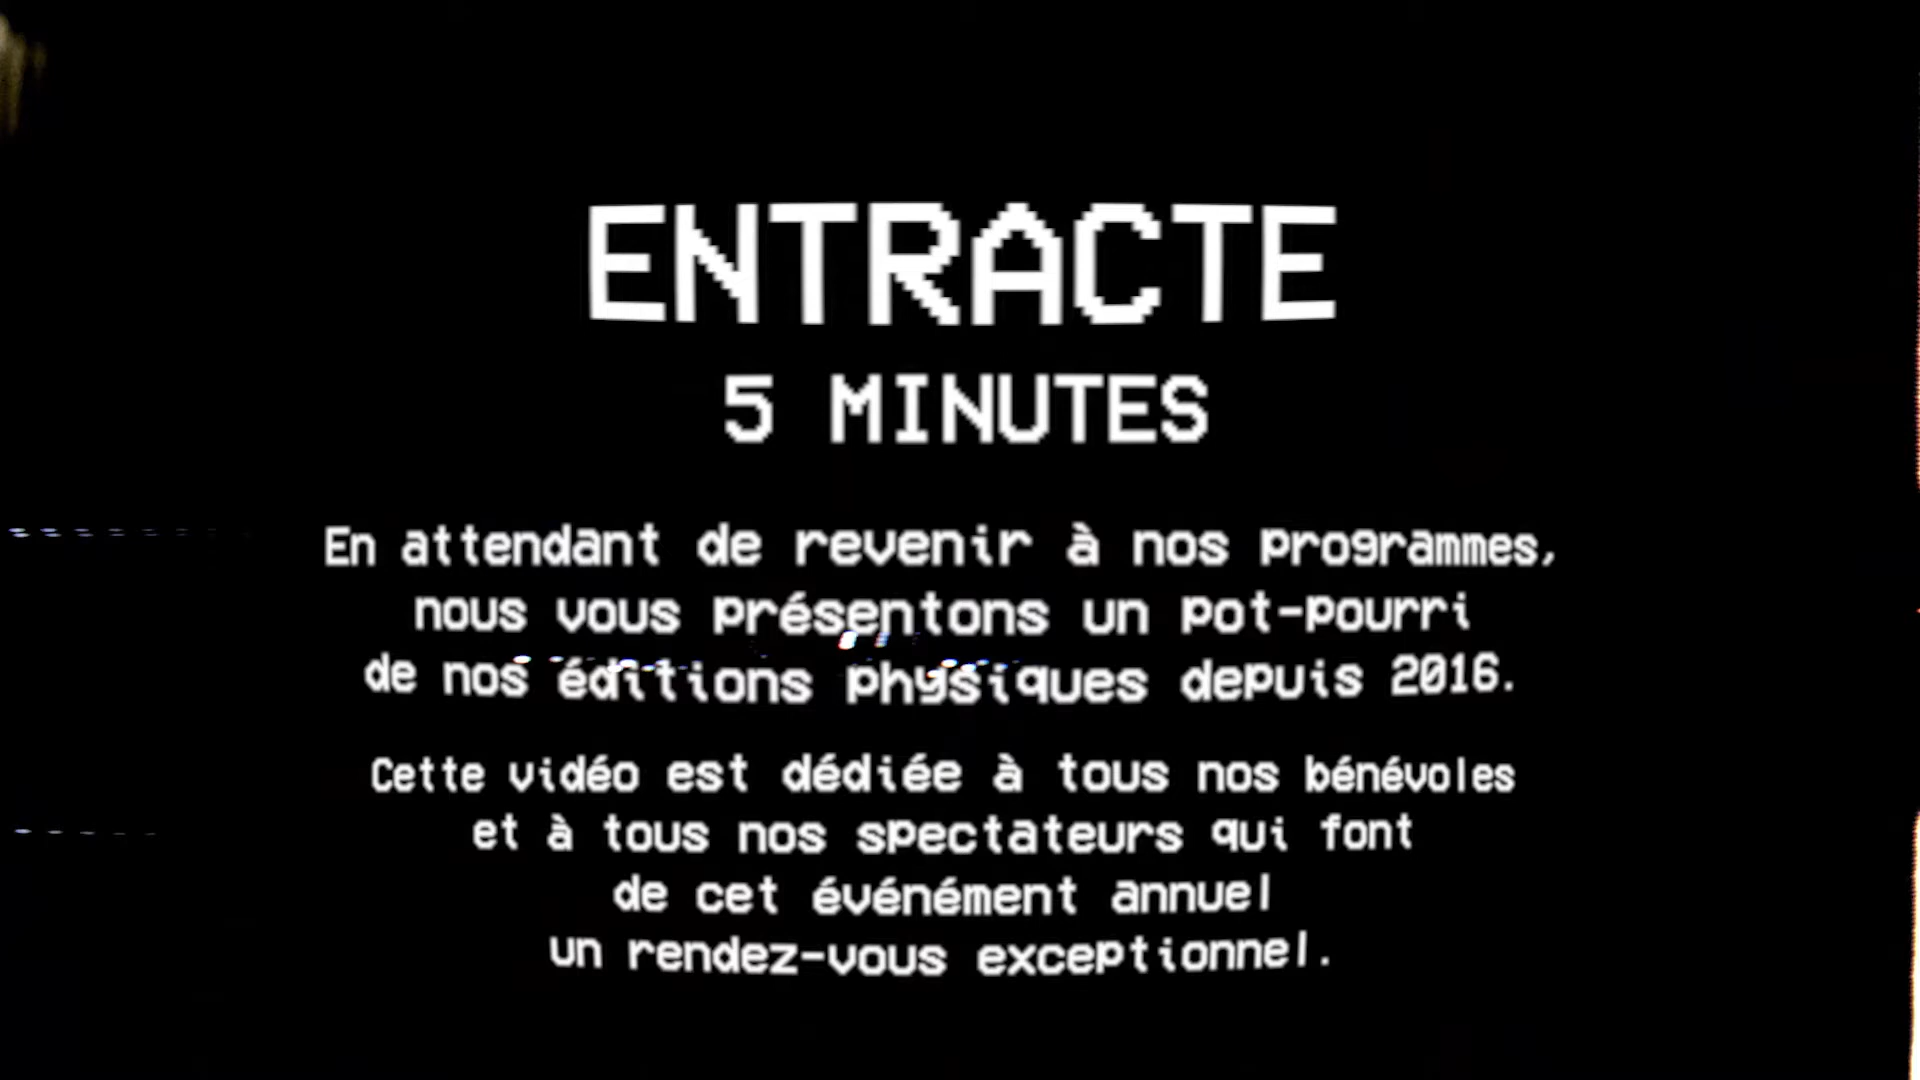 ENTRACTE
5 MINUTES
En attendant de revenir à nos programmes,
nous vous présentons un pot-pourri
de nos éditions physiques depuis 2016.
Cette vidéo est dédiée à tous nos bénévoles
et à tous nos spectateurs qui font
de cet événément annuel
un rendez-vous exceptionnel.